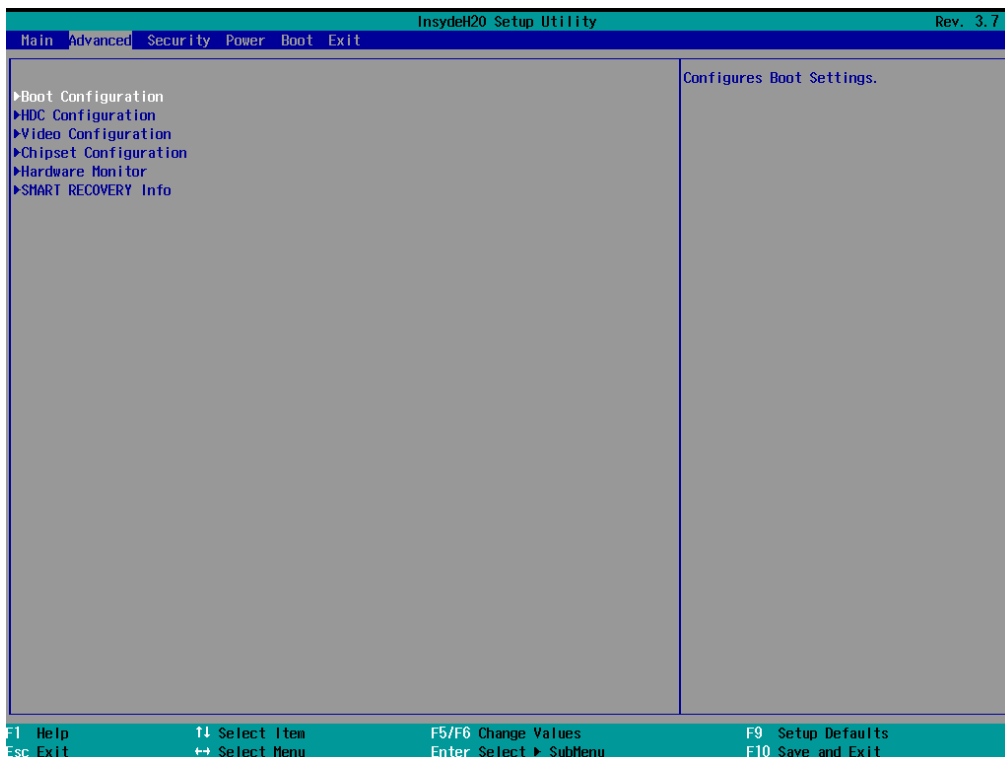 InsydeH20 Setup Utility Rev. 3.7
Main Advanced Security Power Boot Exit
▶Boot Configuration
▶HDC Configuration
▶Video Configuration
▶Chipset Configuration
▶Hardware Monitor
▶SMART RECOVERY Info
Configures Boot Settings.
F1 Help ↑↓ Select Item F5/F6 Change Values F9 Setup Defaults
Esc Exit ↔ Select Menu Enter Select ▶ SubMenu F10 Save and Exit